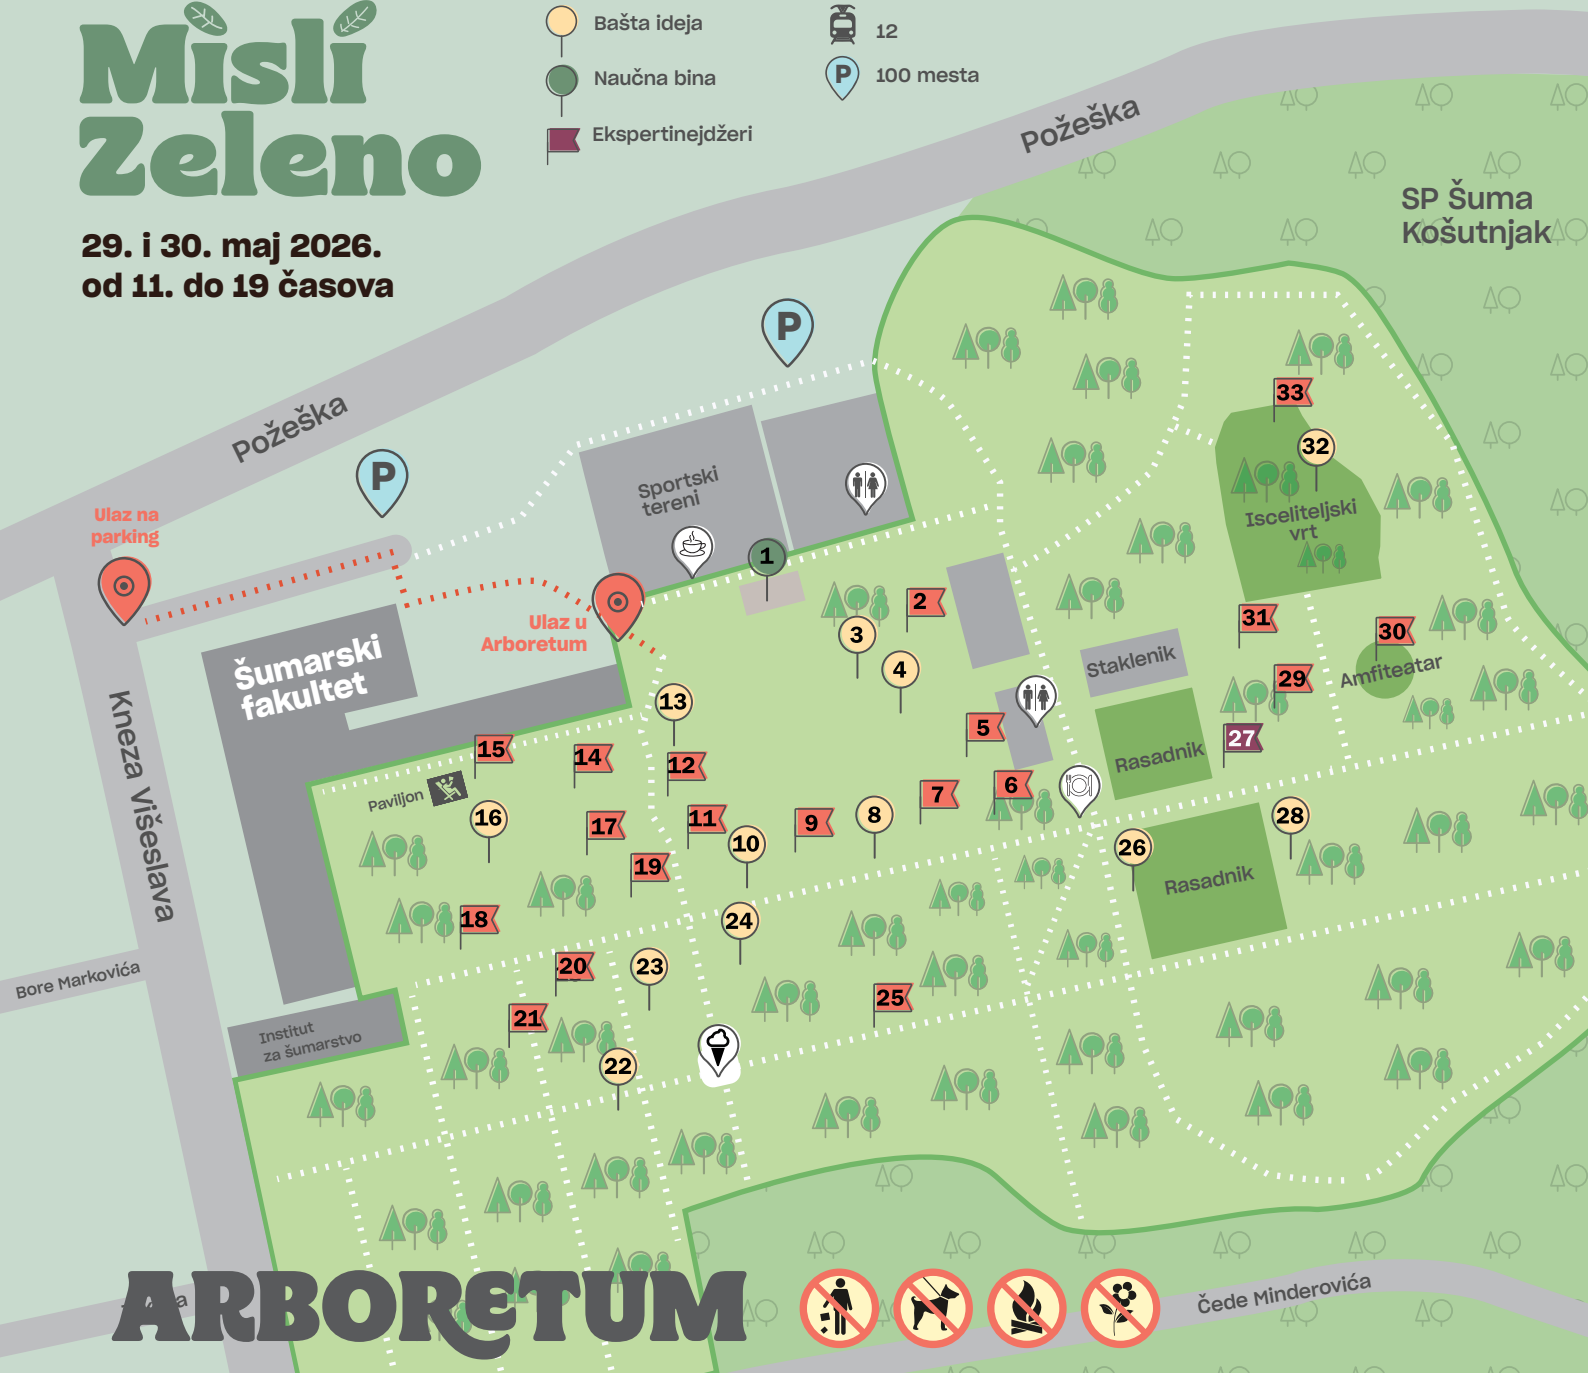 Misli
Zeleno
29. i 30. maj 2026.
od 11. do 19 časova
Bašta ideja
Naučna bina
Ekspertinejdžeri
12
P
100 mesta
Požeška
SP Šuma
Košutnjak
P
Požeška
P
Ulaz na
parking
Sportski
tereni
33
32
Isceliteljski
vrt
1
2
3
4
Ulaz u
Arboretum
31
30
Amfiteatar
29
27
Staklenik
Rasadnik
Šumarski
fakultet
Kneza Višeslava
13
5
15
14
12
6
7
Paviljon
16
17
11
9
8
10
28
26
Rasadnik
19
18
24
20
23
25
21
22
Bore Markovića
Institut
za šumarstvo
ARBORETUM
Čede Minderovića